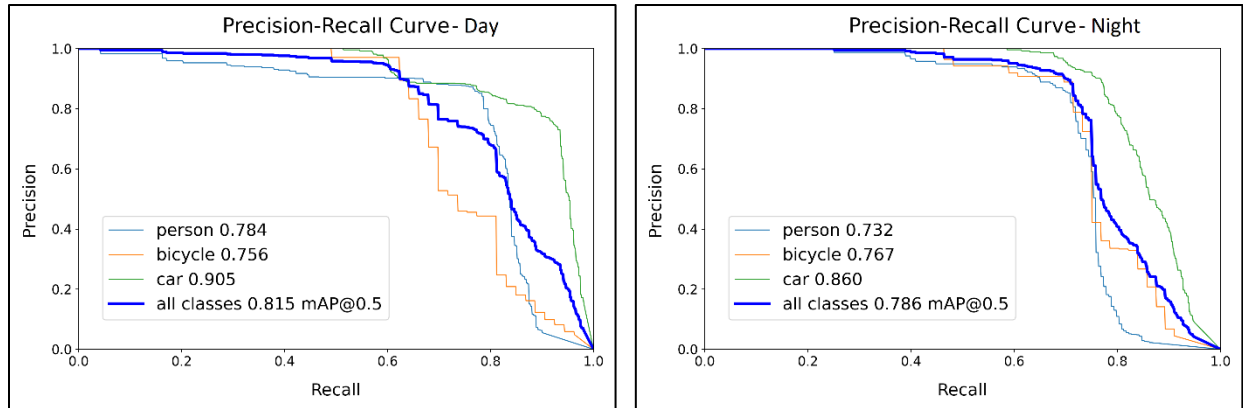 Precision-Recall Curve- Day
1.0
0.8
0.6
0.4
0.2
0.0
Precision
person 0.784
bicycle 0.756
car 0.905
all classes 0.815 mAP@0.5
0.0 0.2 0.4 0.6 0.8 1.0
Recall
Precision-Recall Curve- Night
1.0
0.8
0.6
0.4
0.2
0.0
Precision
person 0.732
bicycle 0.767
car 0.860
all classes 0.786 mAP@0.5
0.0 0.2 0.4 0.6 0.8 1.0
Recall